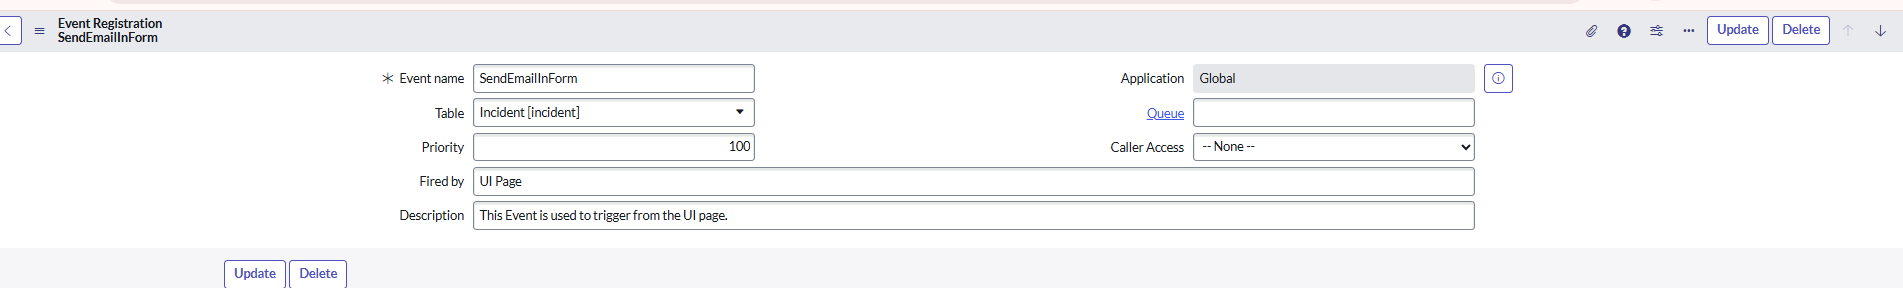 Event Registration
SendEmailInForm
Update
Delete
Event name
SendEmailInForm
Application
Global
Table
Incident [incident]
Queue
Priority
100
Caller Access
-- None --
Fired by
UI Page
Description
This Event is used to trigger from the UI page.
Update
Delete